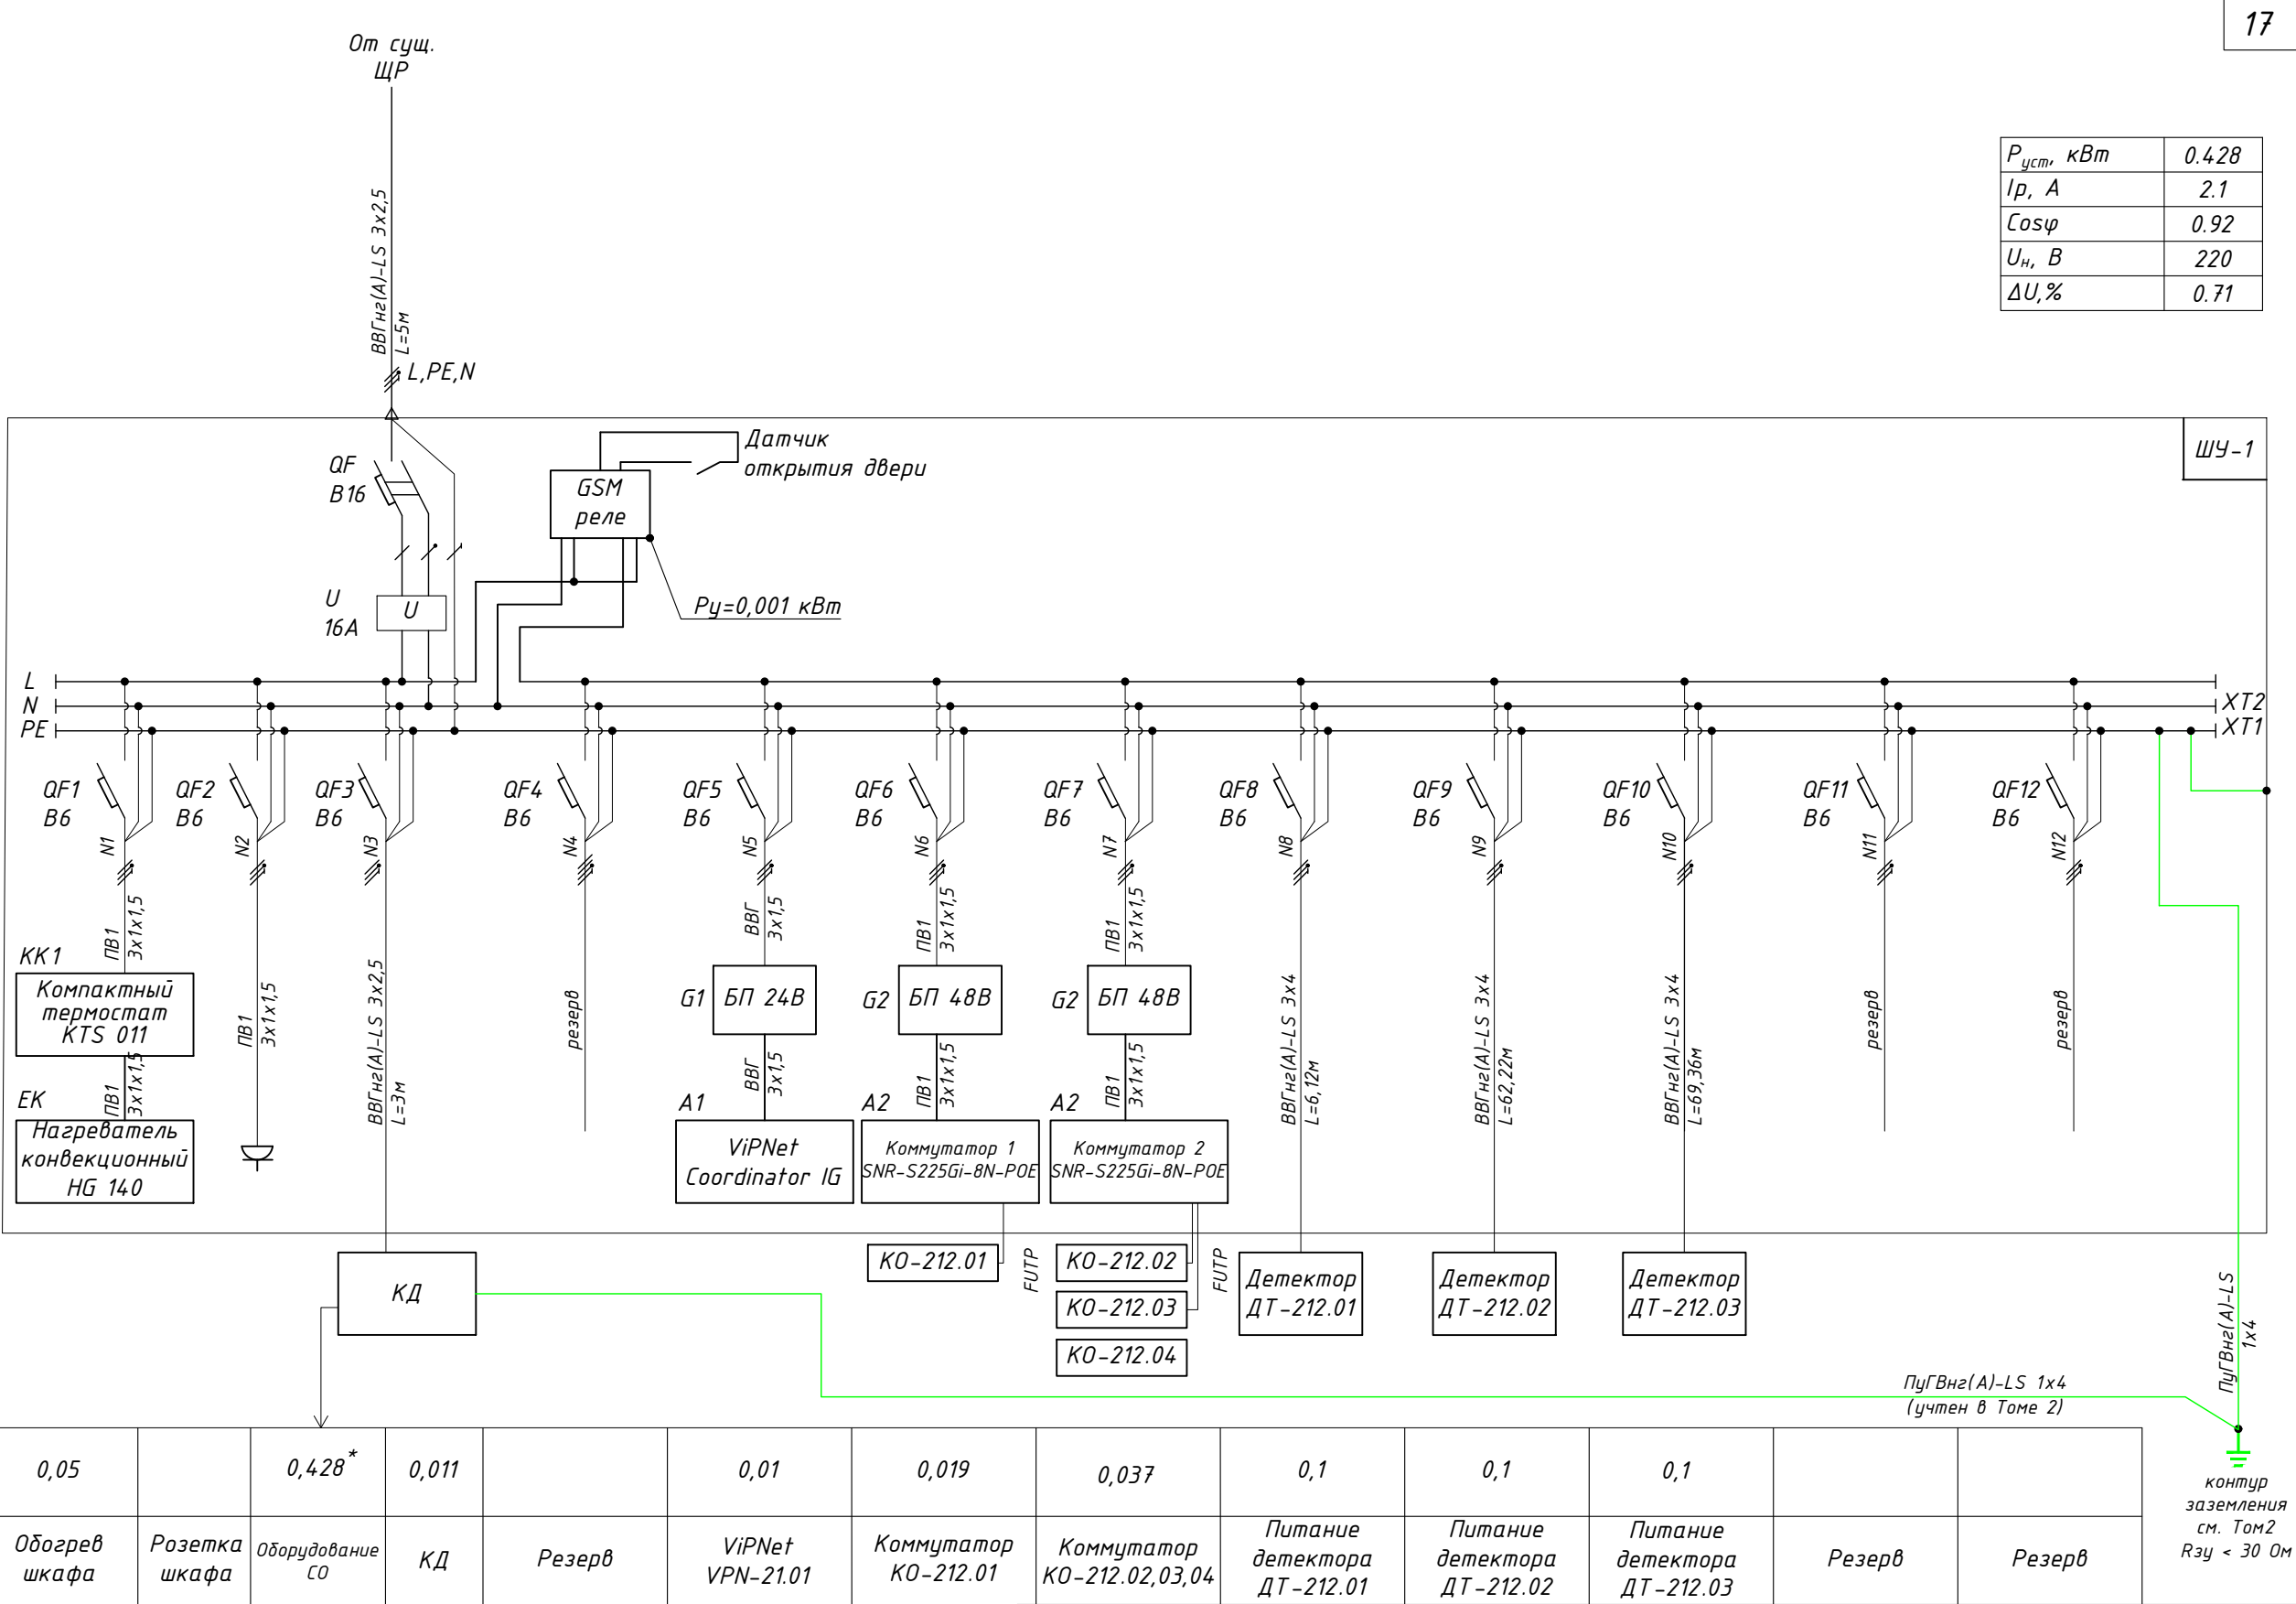 17
От сущ.
ЩР
ВВГнг(А)-LS 3х2,5
L=5м
L,PE,N
Pуст, кВт 0.428
Ip, А 2.1
Cosφ 0.92
Uн, В 220
ΔU,% 0.71
ШУ-1
QF
B16
Датчик
открытия двери
GSM
реле
Ру=0,001 кВт
U
16А
U
L
N
PE
XT2
XT1
QF1
B6
QF2
B6
QF3
B6
QF4
B6
QF5
B6
QF6
B6
QF7
B6
QF8
B6
QF9
B6
QF10
B6
QF11
B6
QF12
B6
N1
N2
N3
N4
N5
N6
N7
N8
N9
N10
N11
N12
ПВ1
3х1х1,5
ПВ1
3х1х1,5
ВВГнг(А)-LS 3х2,5
L=3м
резерв
ВВГ
3х1,5
ПВ1
3х1х1,5
ПВ1
3х1х1,5
ВВГнг(А)-LS 3х4
L=6,12м
ВВГнг(А)-LS 3х4
L=62,22м
ВВГнг(А)-LS 3х4
L=69,36м
резерв
резерв
КК1
Компактный
термостат
KTS 011
G1
БП 24В
G2
БП 48В
G2
БП 48В
ПВ1
3х1х1,5
ВВГ
3х1,5
ПВ1
3х1х1,5
ПВ1
3х1х1,5
ЕК
Нагреватель
конвекционный
HG 140
А1
ViPNet
Coordinator IG
А2
Коммутатор 1
SNR-S225Gi-8N-POE
А2
Коммутатор 2
SNR-S225Gi-8N-POE
КД
КО-212.01
FUTP
КО-212.02
КО-212.03
КО-212.04
FUTP
Детектор
ДТ-212.01
Детектор
ДТ-212.02
Детектор
ДТ-212.03
ПуГВнг(А)-LS
1х4
ПуГВнг(А)-LS 1х4
(учтен в Томе 2)
контур
заземления
см. Том2
Rзу < 30 Ом
0,05
0,428*
0,011
0,01
0,019
0,037
0,1
0,1
0,1
Обогрев
шкафа
Розетка
шкафа
Оборудование
СО
КД
Резерв
ViPNet
VPN-21.01
Коммутатор
КО-212.01
Коммутатор
КО-212.02,03,04
Питание
детектора
ДТ-212.01
Питание
детектора
ДТ-212.02
Питание
детектора
ДТ-212.03
Резерв
Резерв